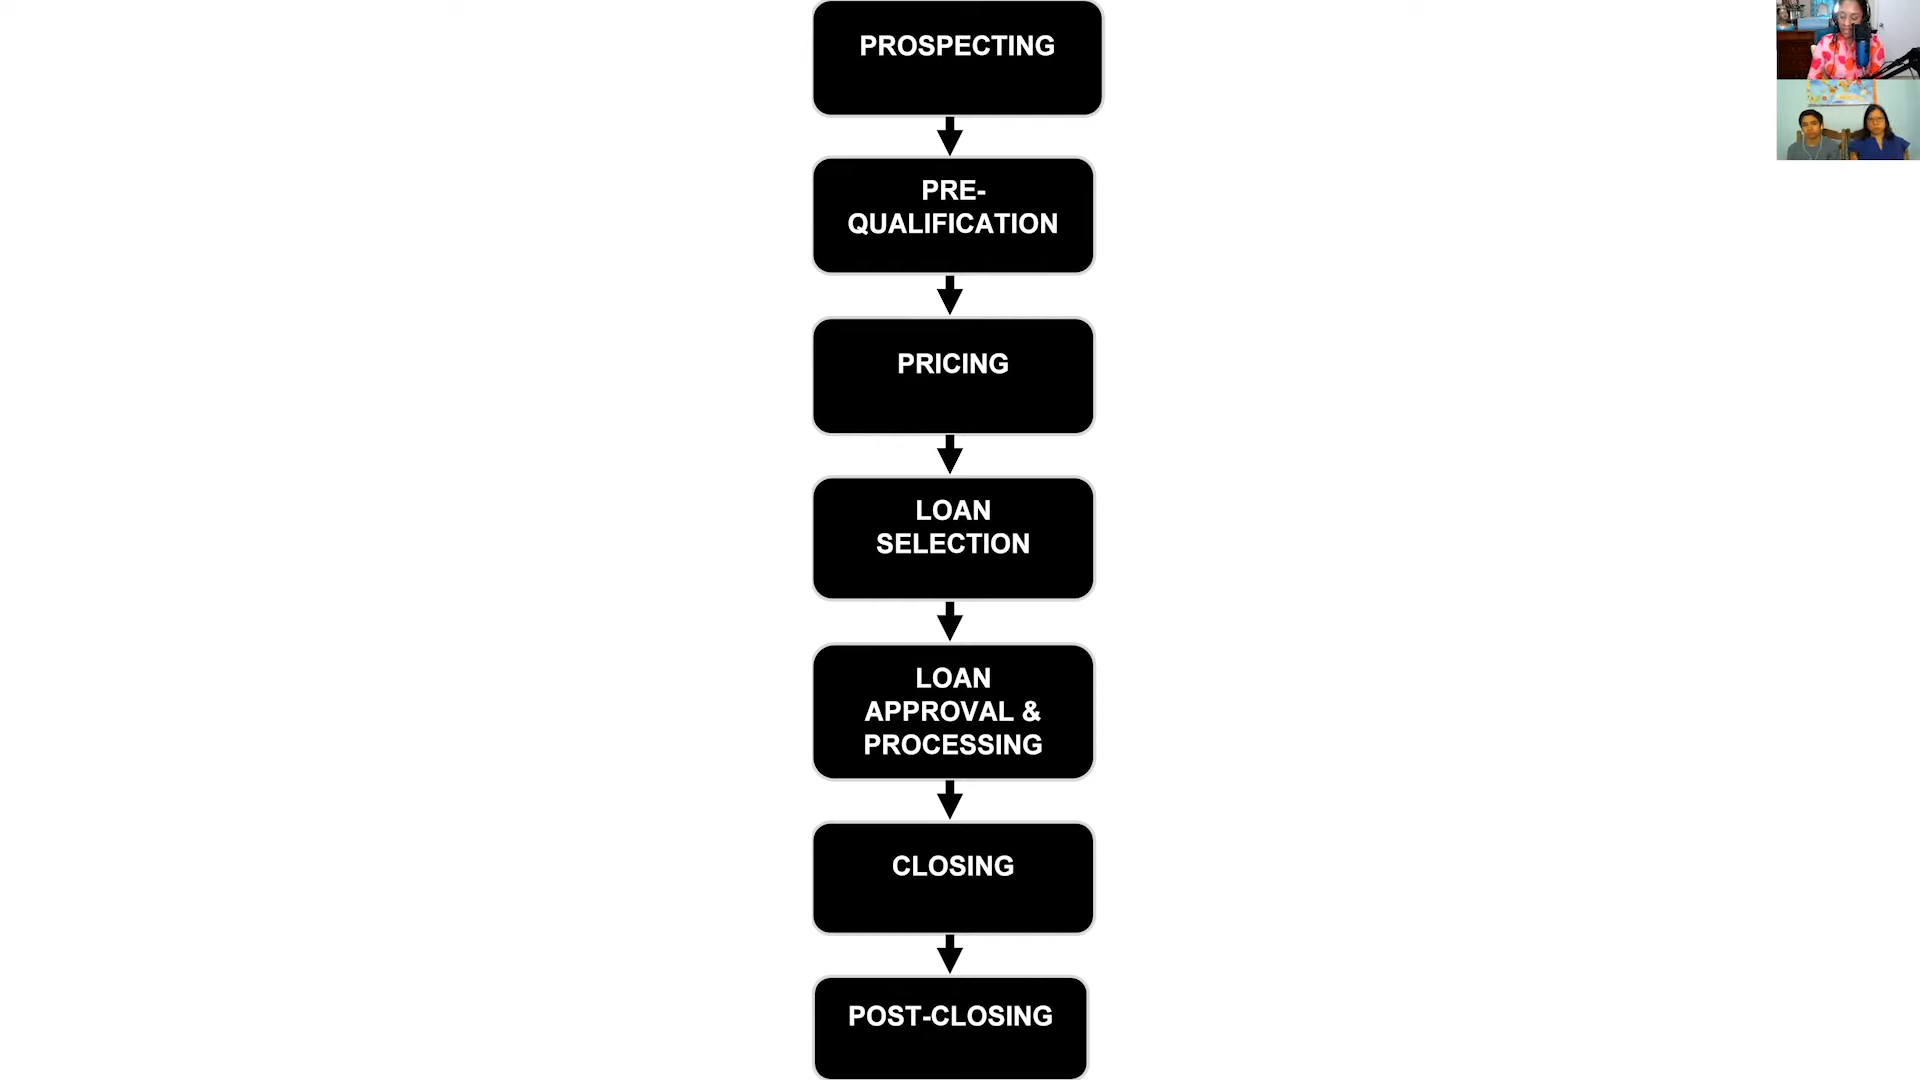 PROSPECTING
PRE-
QUALIFICATION
PRICING
LOAN
SELECTION
LOAN
APPROVAL &
PROCESSING
CLOSING
POST-CLOSING